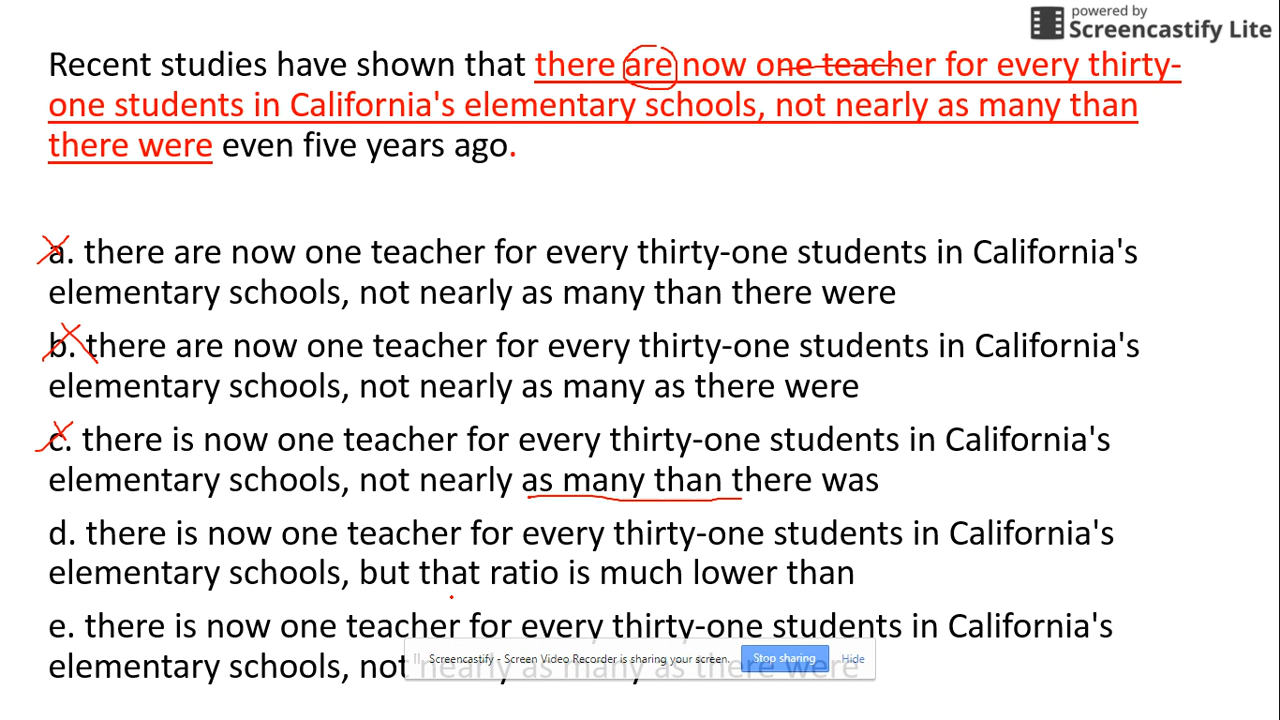 powered by
Screencastify Lite
Recent studies have shown that there are now one teacher for every thirty-
one students in California's elementary schools, not nearly as many than
there were even five years ago.
a. there are now one teacher for every thirty-one students in California's
elementary schools, not nearly as many than there were
b. there are now one teacher for every thirty-one students in California's
elementary schools, not nearly as many as there were
c. there is now one teacher for every thirty-one students in California's
elementary schools, not nearly as many than there was
d. there is now one teacher for every thirty-one students in California's
elementary schools, but that ratio is much lower than
e. there is now one teacher for every thirty-one students in California's
elementary schools, not nearly as many as there were
Screencastify - Screen Video Recorder is sharing your screen. Stop sharing Hide